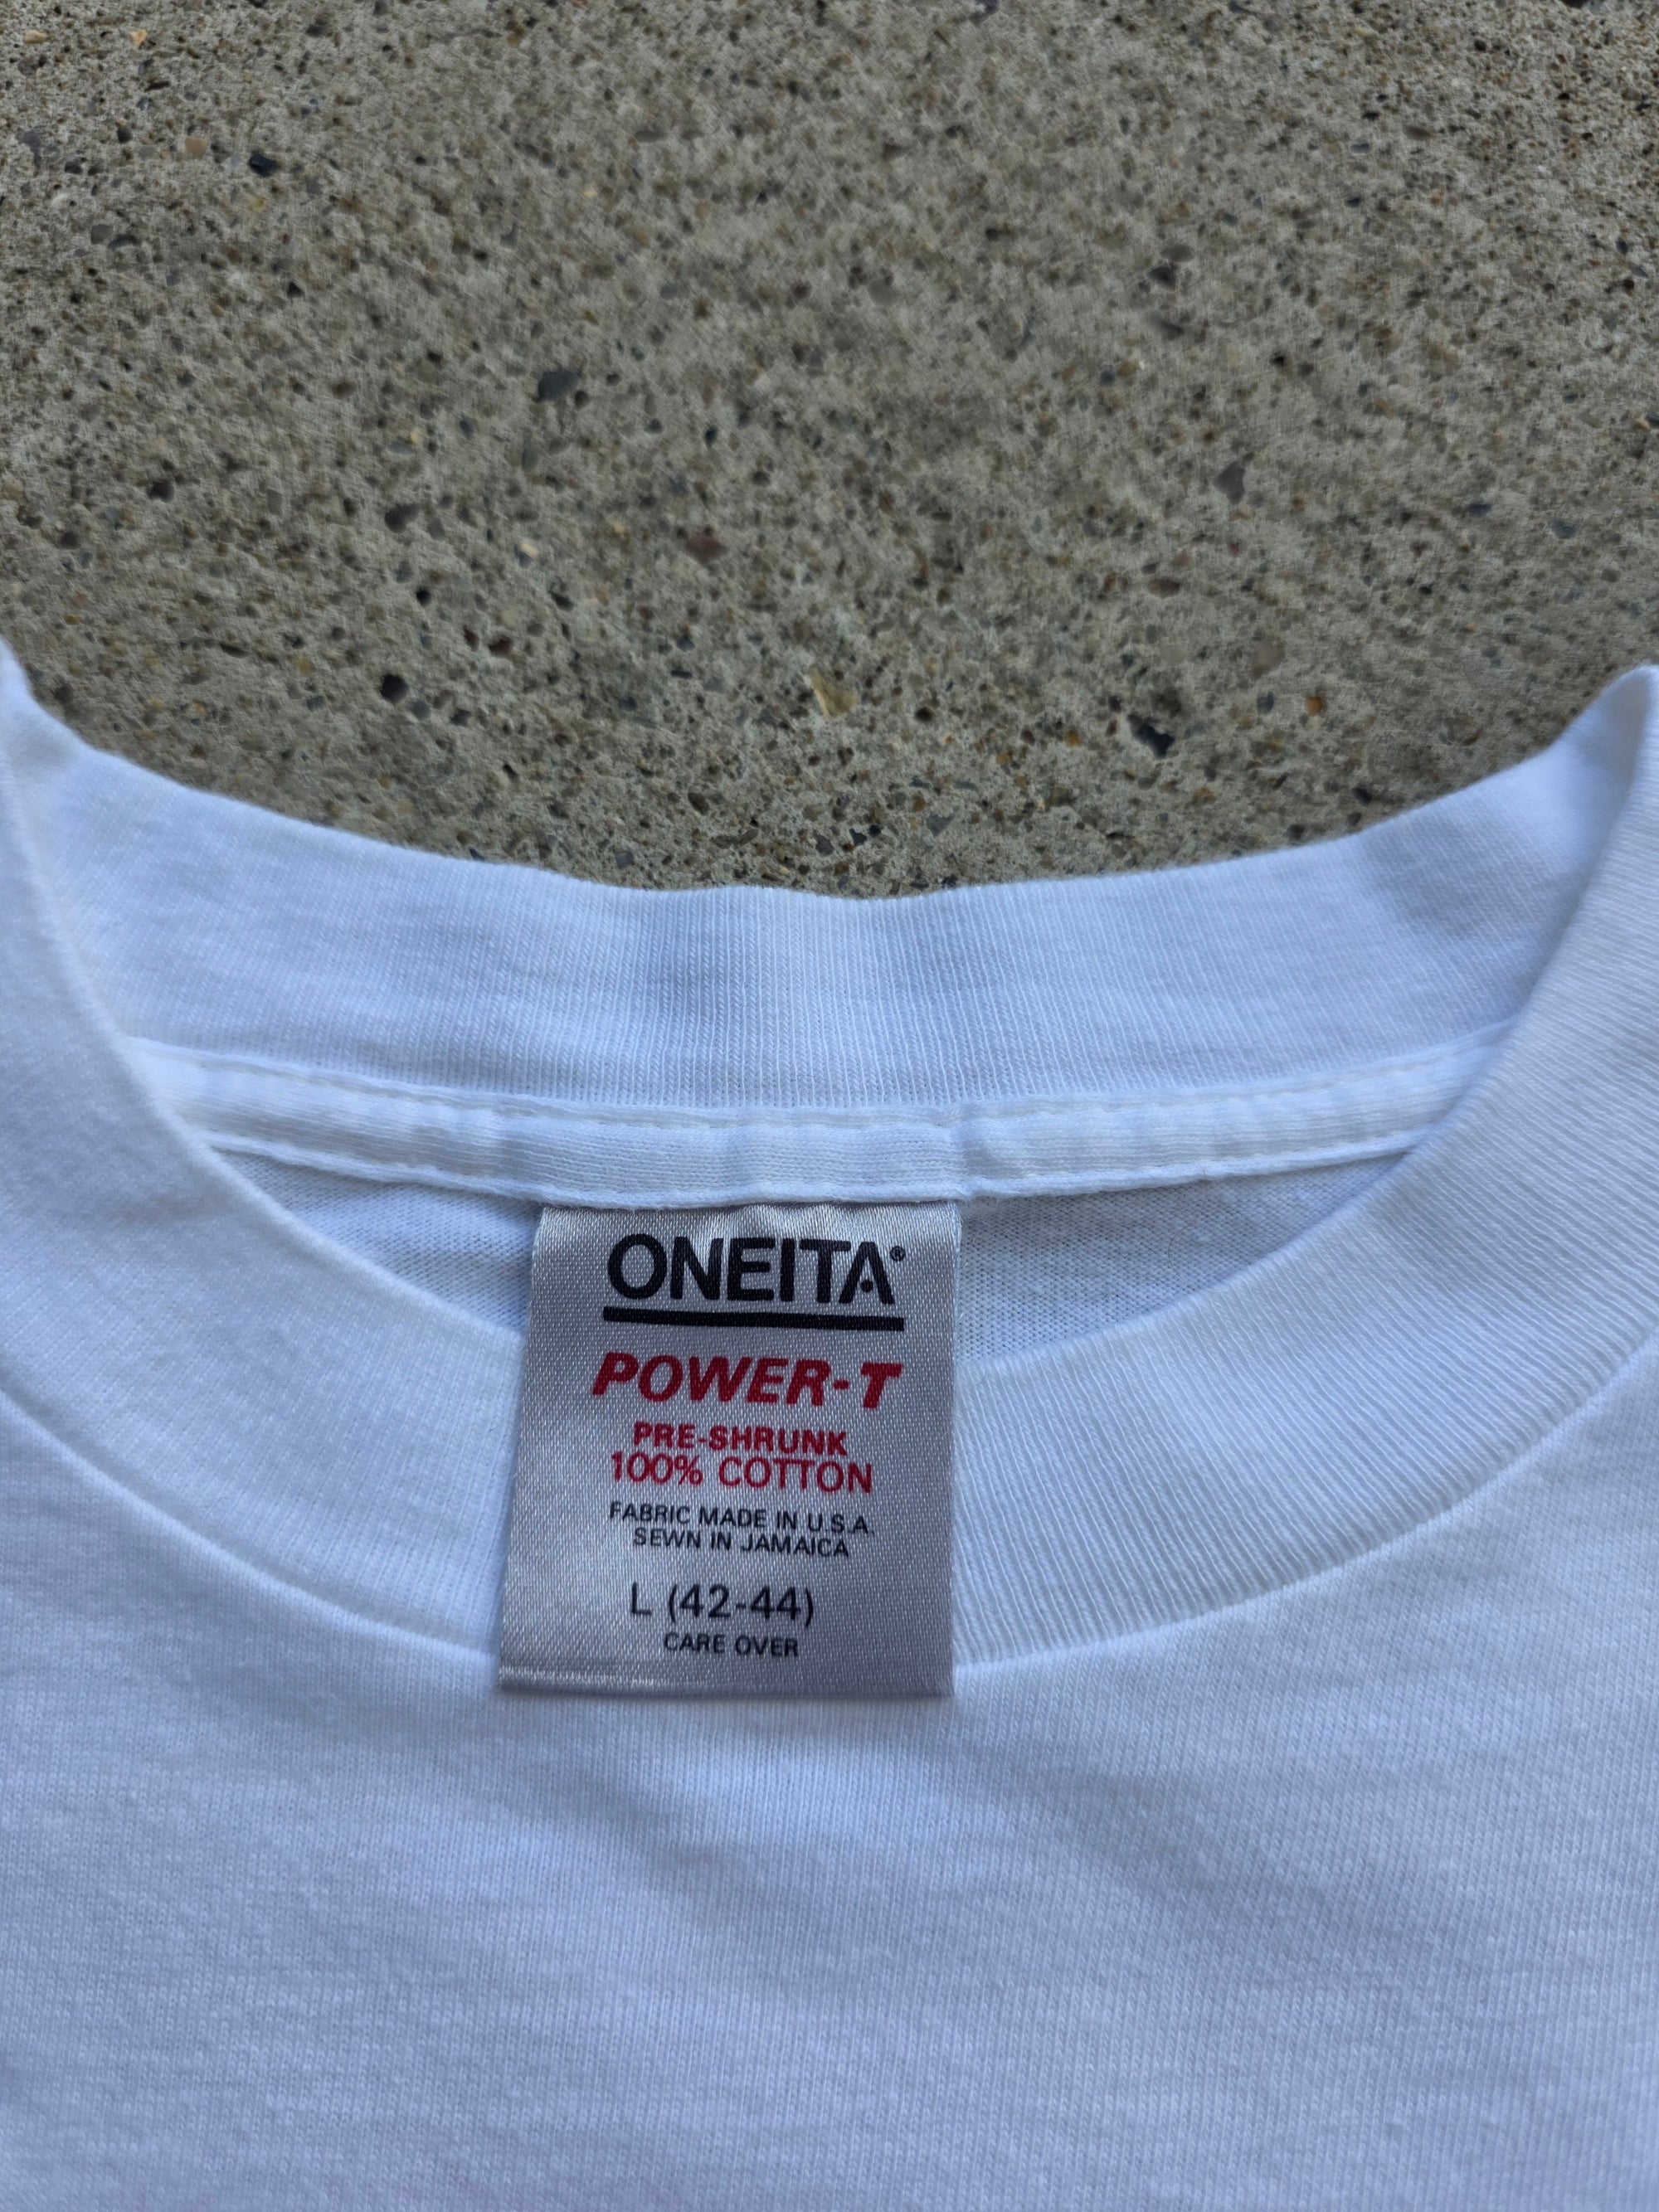 ONEITA®
POWER-T
PRE-SHRUNK
100% COTTON
FABRIC MADE IN U.S.A.
SEWN IN JAMAICA
L (42-44)
CARE OVER